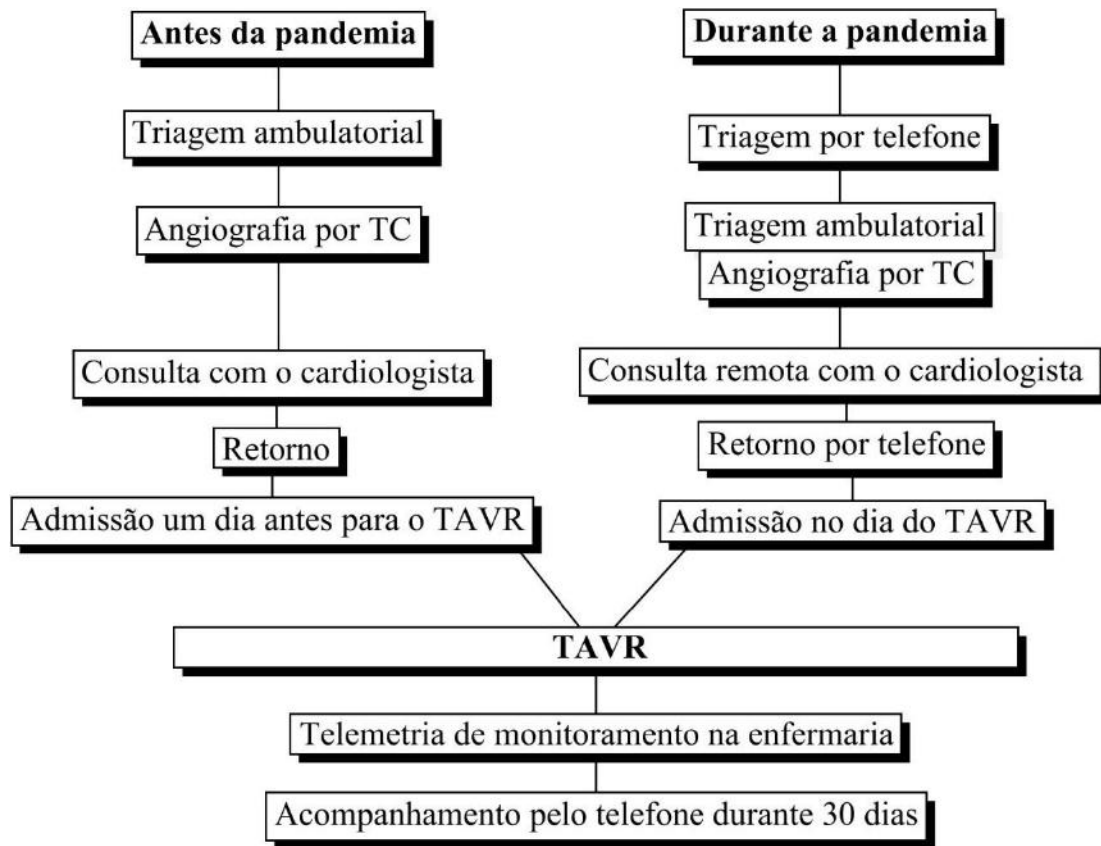 Antes da pandemia
Triagem ambulatorial
Angiografia por TC
Consulta com o cardiologista
Retorno
Admissão um dia antes para o TAVR
Durante a pandemia
Triagem por telefone
Triagem ambulatorial
Angiografia por TC
Consulta remota com o cardiologista
Retorno por telefone
Admissão no dia do TAVR
TAVR
Telemetria de monitoramento na enfermaria
Acompanhamento pelo telefone durante 30 dias